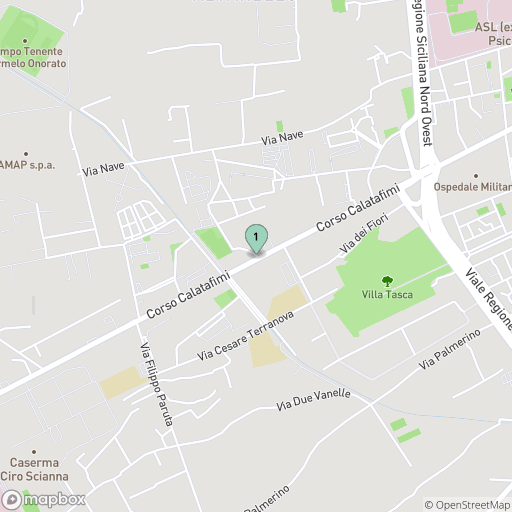 ASL (ex
Psic
Regione Siciliana Nord Ovest
mpo Tenente
rmelo Onorato
Via Nave
AMAP s.p.a.
Via Nave
Ospedale Militar
Corso Calatafimi
Via dei Fiori
1
Corso Calatafimi
Villa Tasca
Viale Regione
Via Cesare Terranova
Via Palmerino
Via Filippo Paruta
Via Due Vanelle
Caserma
Ciro Scianna
Palmerino
mapbox
© OpenStreetMap